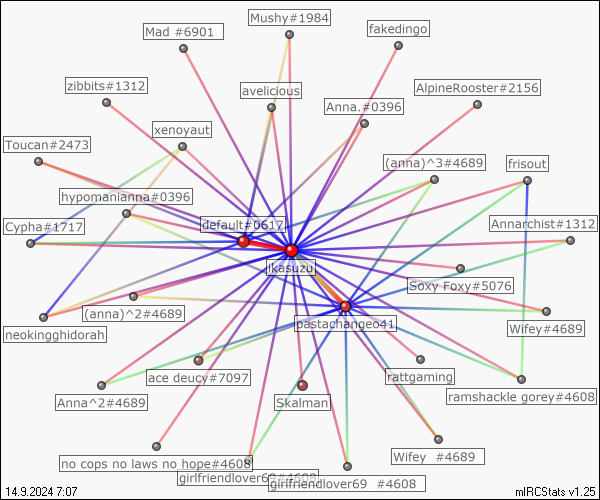 Mushy#1984
Mad #6901
fakedingo
zibbits#1312
avelicious
AlpineRooster#2156
Anna.#0396
xenoyaut
Toucan#2473
(anna)^3#4689
frisout
hypomanianna#0396
Cypha#1717
default#0617
Annarchist#1312
ikasuzu
Soxy Foxy#5076
(anna)^2#4689
pastachangeo41
Wifey#4689
neokingghidorah
ace deucy#7097
rattgaming
Anna^2#4689
Skalman
ramshackle gorey#4608
no cops no laws no hope#4608
Wifey #4689
girlfriendlover69#4608
girlfriendlover69 #4608
14.9.2024 7:07
mIRCStats v1.25